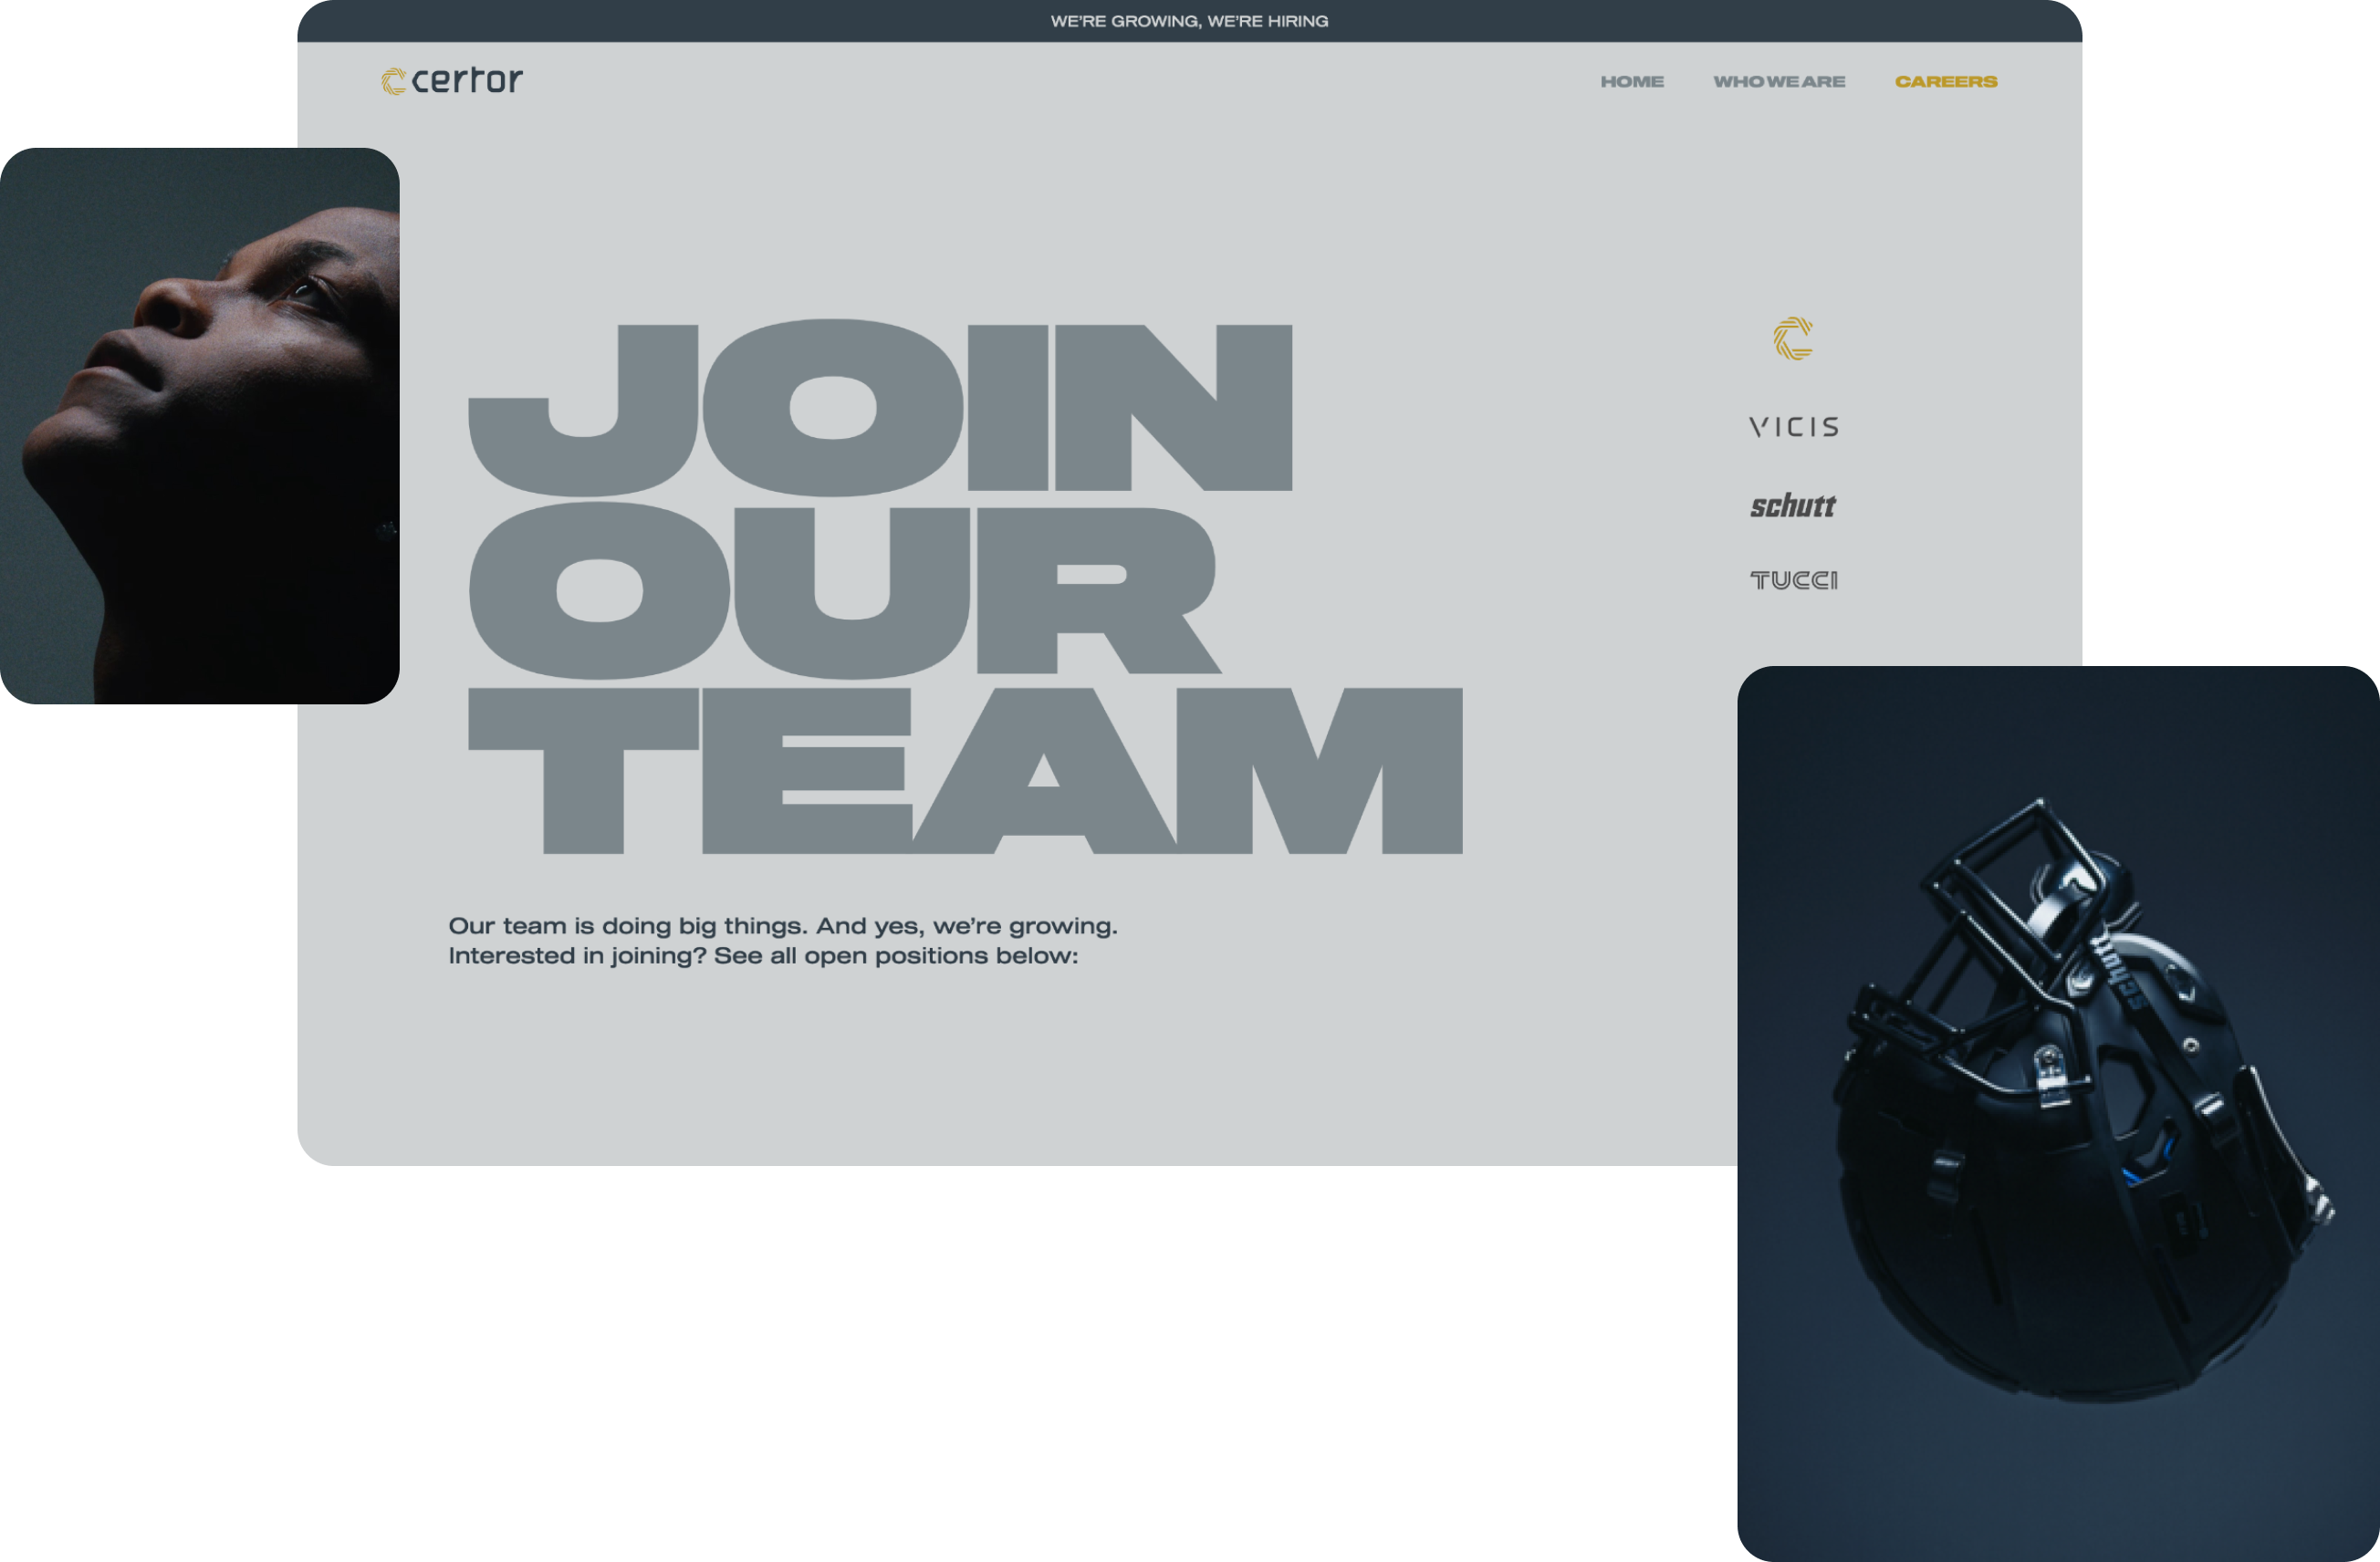 WE'RE GROWING, WE'RE HIRING
certor
HOME WHO WE ARE CAREERS
JOIN
OUR
TEAM
VICIS
schutt
TUCCI
Our team is doing big things. And yes, we're growing.
Interested in joining? See all open positions below:
schutt